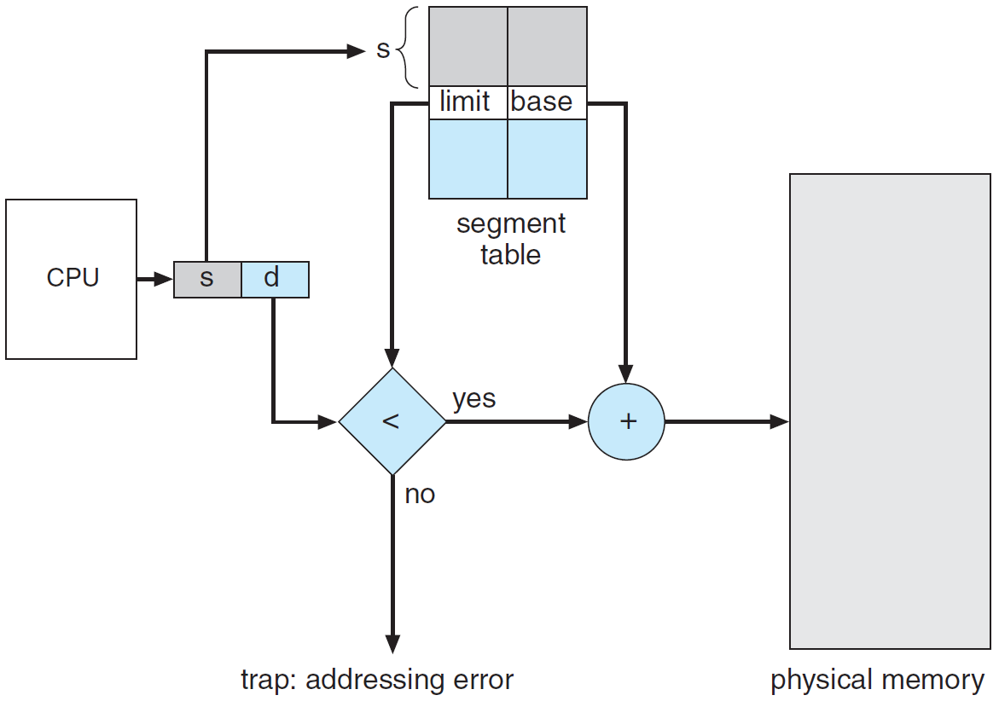 s
limit base
segment
table
CPU
s d
<
yes
+
no
trap: addressing error
physical memory